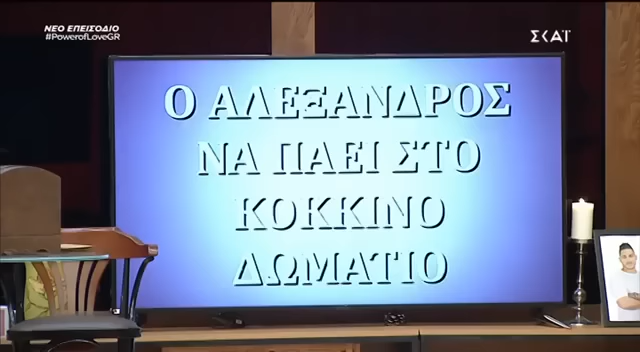 ΝΕΟ ΕΠΕΙΣΟΔΙΟ
#PowerofLoveGR
ΣΚΑΪ
Ο ΑΛΕΞΑΝΔΡΟΣ
ΝΑ ΠΑΕΙ ΣΤΟ
ΚΟΚΚΙΝΟ
ΔΩΜΑΤΙΟ